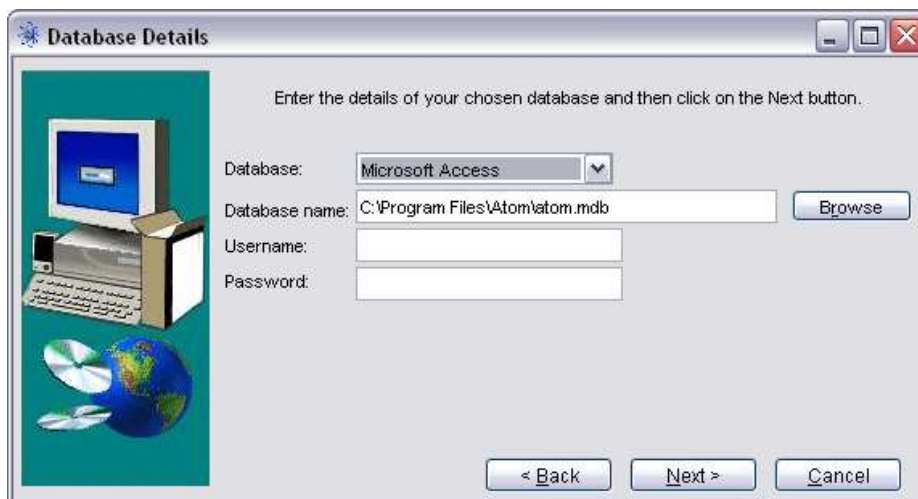 Database Details
Enter the details of your chosen database and then click on the Next button.
Database: Microsoft Access
Database name: C:\Program Files\Atom\atom.mdb Browse
Username:
Password:
< Back Next > Cancel